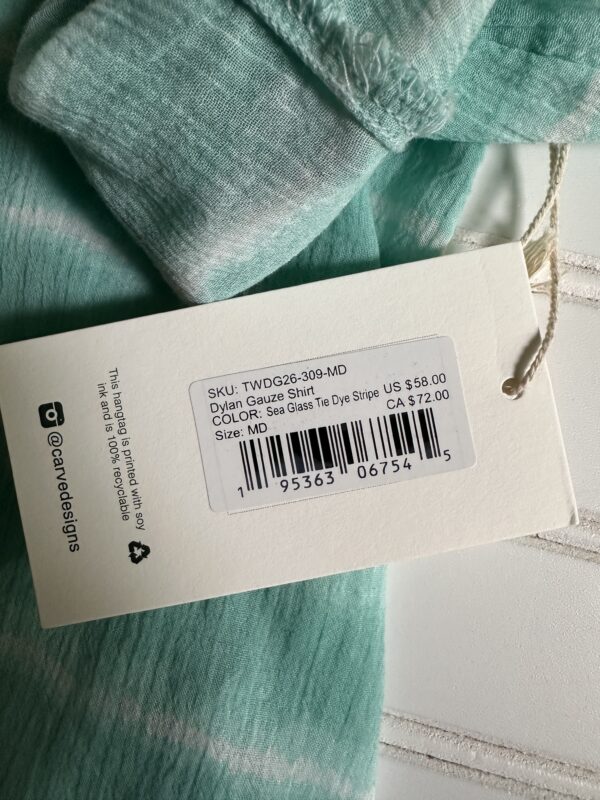 SKU: TWDG26-309-MD
Dylan Gauze Shirt US $58.00
COLOR: Sea Glass Tie Dye Stripe CA $72.00
Size: MD
1 95363 06754 5
This hangtag is printed with soy
ink and is 100% recyclable
@carvedesigns